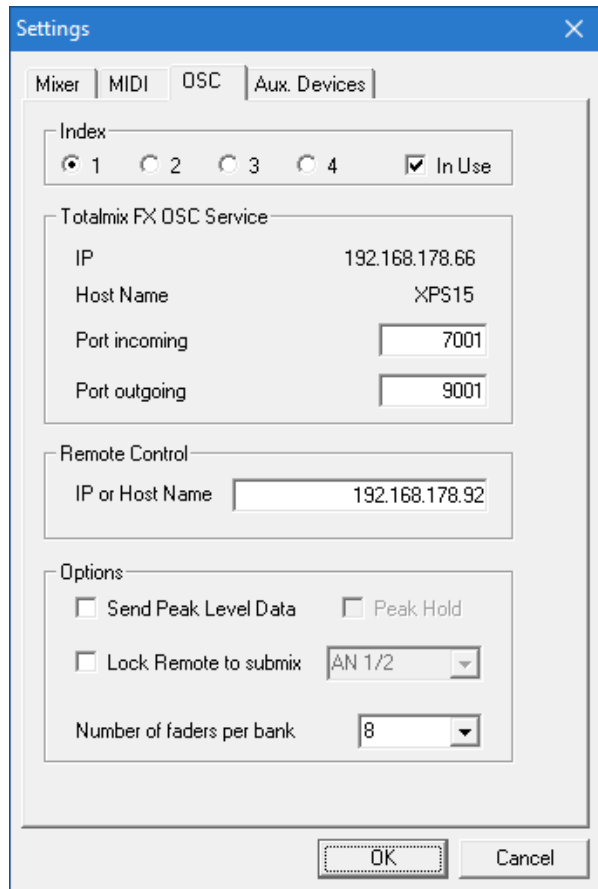 Settings
Mixer MIDI OSC Aux. Devices
Index
1 2 3 4 In Use
Totalmix FX OSC Service
IP 192.168.178.66
Host Name XPS15
Port incoming 7001
Port outgoing 9001
Remote Control
IP or Host Name 192.168.178.92
Options
Send Peak Level Data Peak Hold
Lock Remote to submix AN 1/2
Number of faders per bank 8
OK Cancel